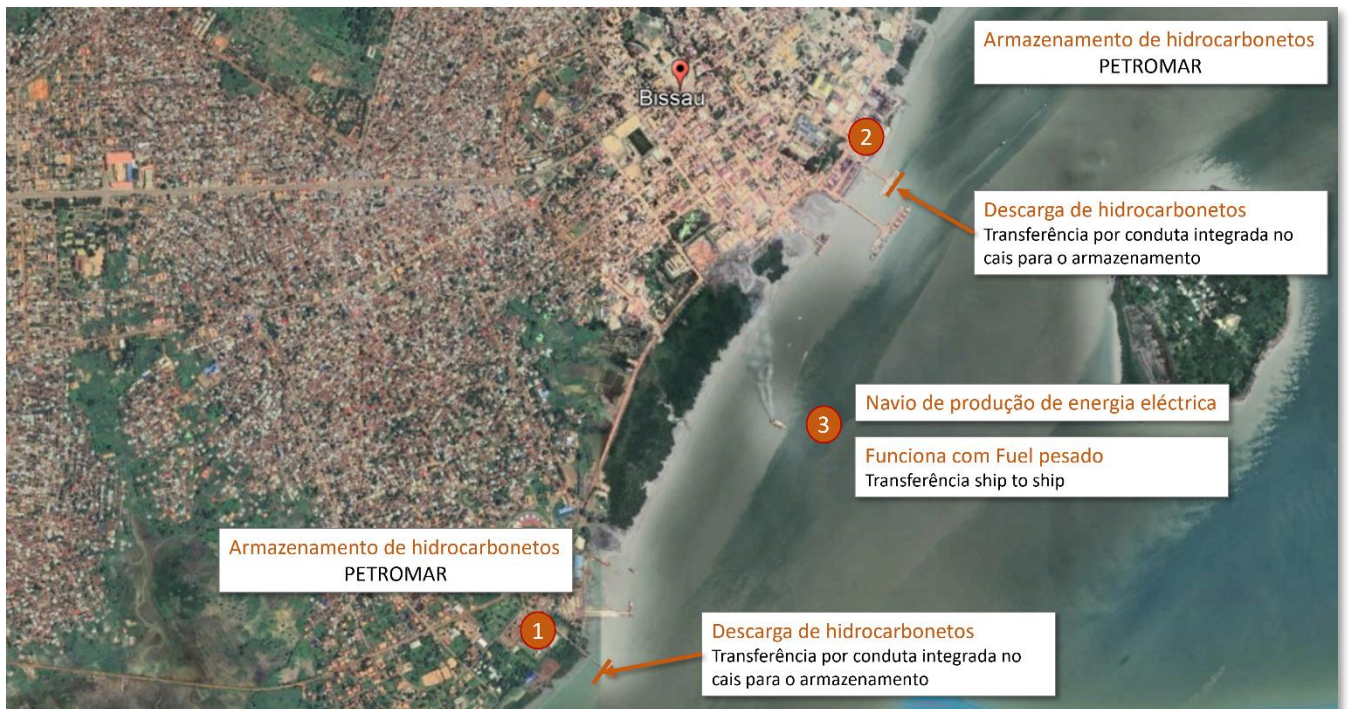 Armazenamento de hidrocarbonetos
PETROMAR
Bissau
2
Descarga de hidrocarbonetos
Transferência por conduta integrada no
cais para o armazenamento
3
Navio de produção de energia eléctrica
Funciona com Fuel pesado
Transferência ship to ship
Armazenamento de hidrocarbonetos
PETROMAR
1
Descarga de hidrocarbonetos
Transferência por conduta integrada no
cais para o armazenamento